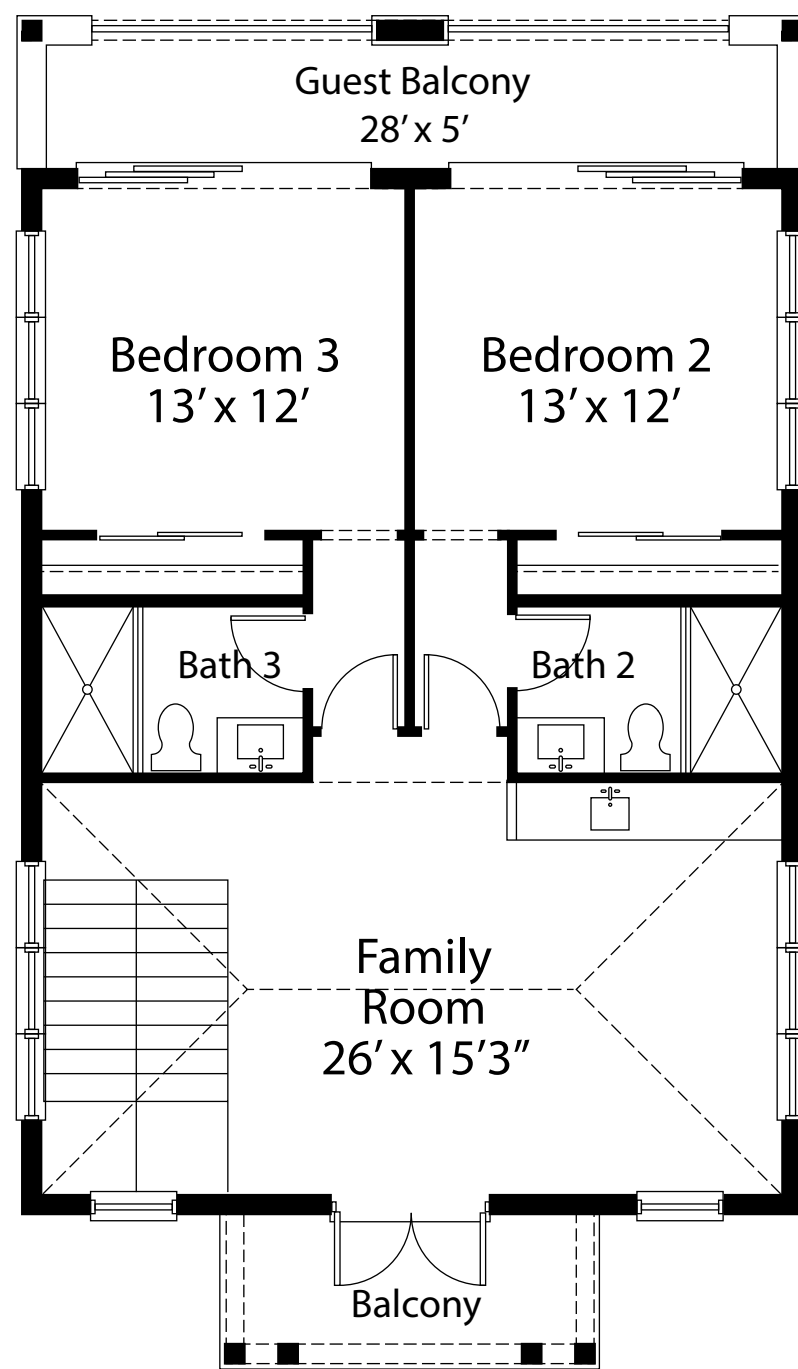 Guest Balcony
28’ x 5’
Bedroom 3
13’ x 12’
Bedroom 2
13’ x 12’
Bath 3
Bath 2
Family
Room
26’ x 15’3”
Balcony